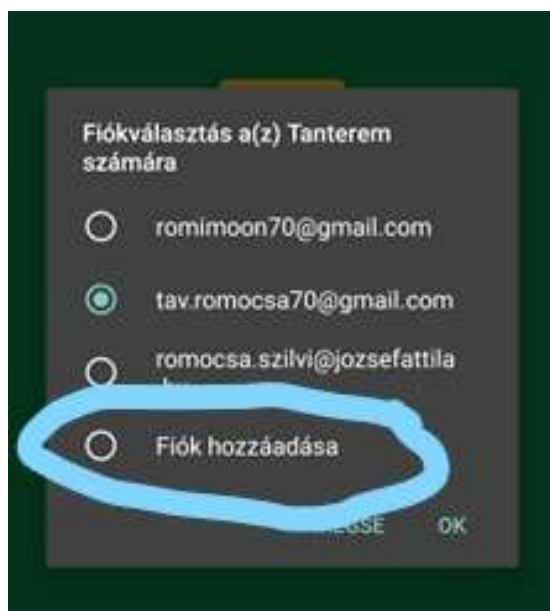 Fiókválasztás a(z) Tanterem
számára
romimoon70@gmail.com
tav.romocsa70@gmail.com
romocsa.szilvi@jozsefattila
Fiók hozzáadása
OK